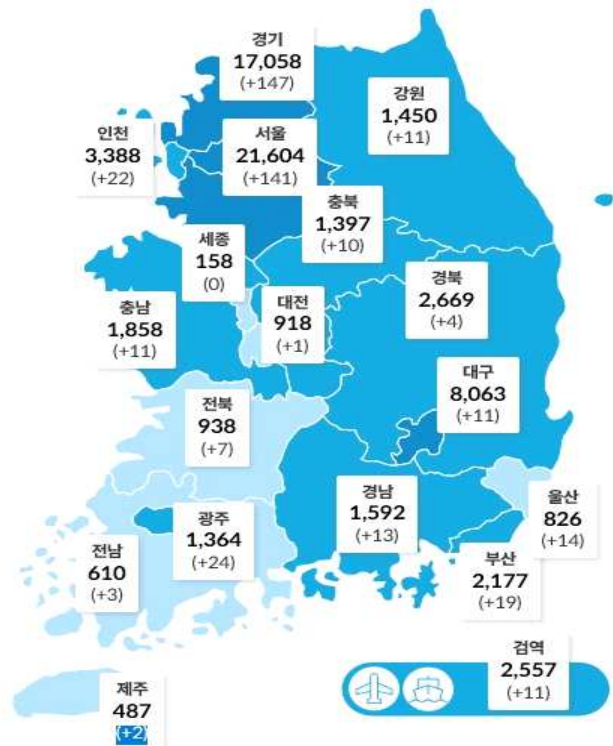 경기
17,058
(+147)
강원
1,450
(+11)
인천
3,388
(+22)
서울
21,604
(+141)
충북
1,397
(+10)
세종
158
(0)
경북
2,669
(+4)
충남
1,858
(+11)
대전
918
(+1)
대구
8,063
(+11)
전북
938
(+7)
경남
1,592
(+13)
울산
826
(+14)
광주
1,364
(+24)
전남
610
(+3)
부산
2,177
(+19)
검역
2,557
(+11)
제주
487
(+2)